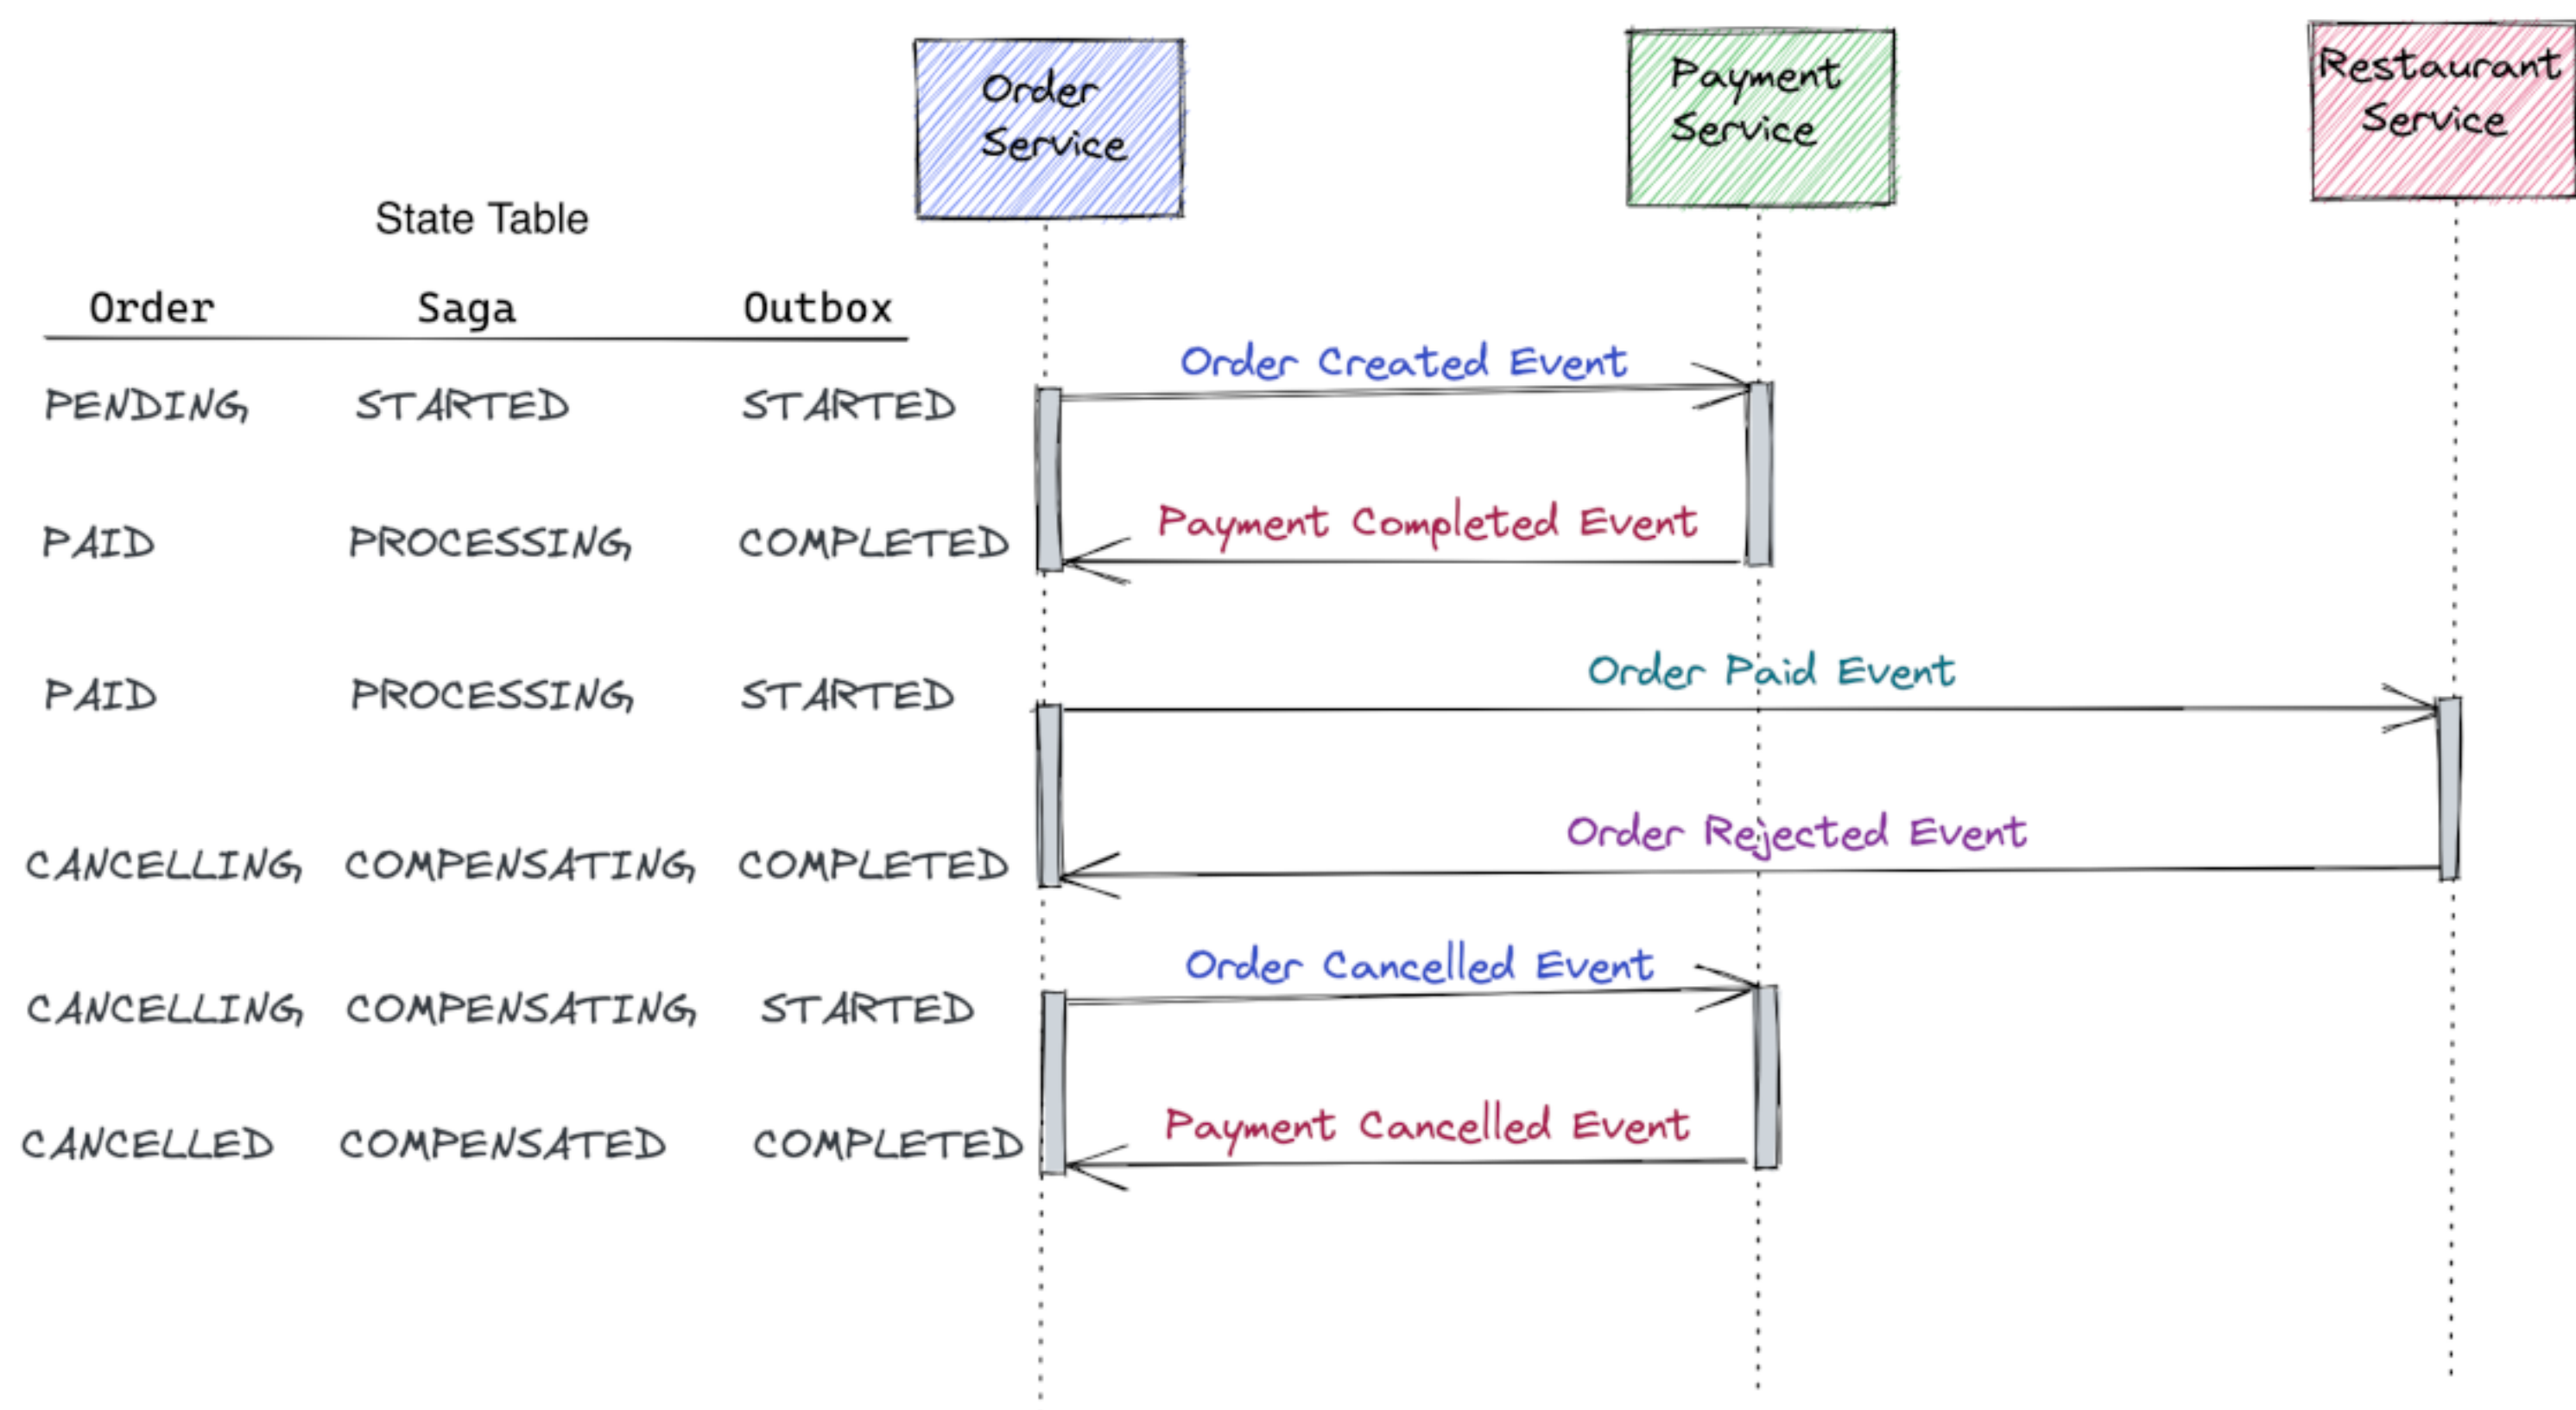 Order
Service
Payment
Service
Restaurant
Service
State Table
Order Saga Outbox
Order Created Event
PENDING STARTED STARTED
Payment Completed Event
PAID PROCESSING COMPLETED
Order Paid Event
PAID PROCESSING STARTED
Order Rejected Event
CANCELLING COMPENSATING COMPLETED
Order Cancelled Event
CANCELLING COMPENSATING STARTED
Payment Cancelled Event
CANCELLED COMPENSATED COMPLETED